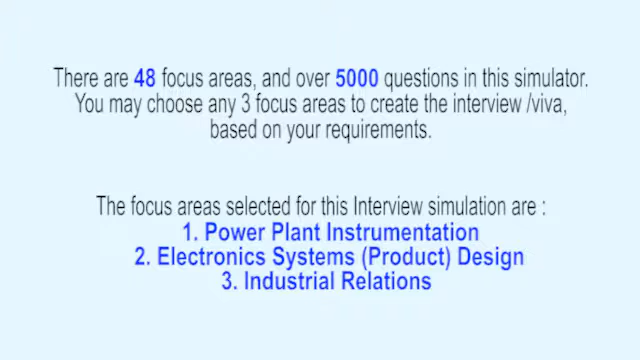 There are 48 focus areas, and over 5000 questions in this simulator.
You may choose any 3 focus areas to create the interview /viva,
based on your requirements.
The focus areas selected for this Interview simulation are :
1. Power Plant Instrumentation
2. Electronics Systems (Product) Design
3. Industrial Relations